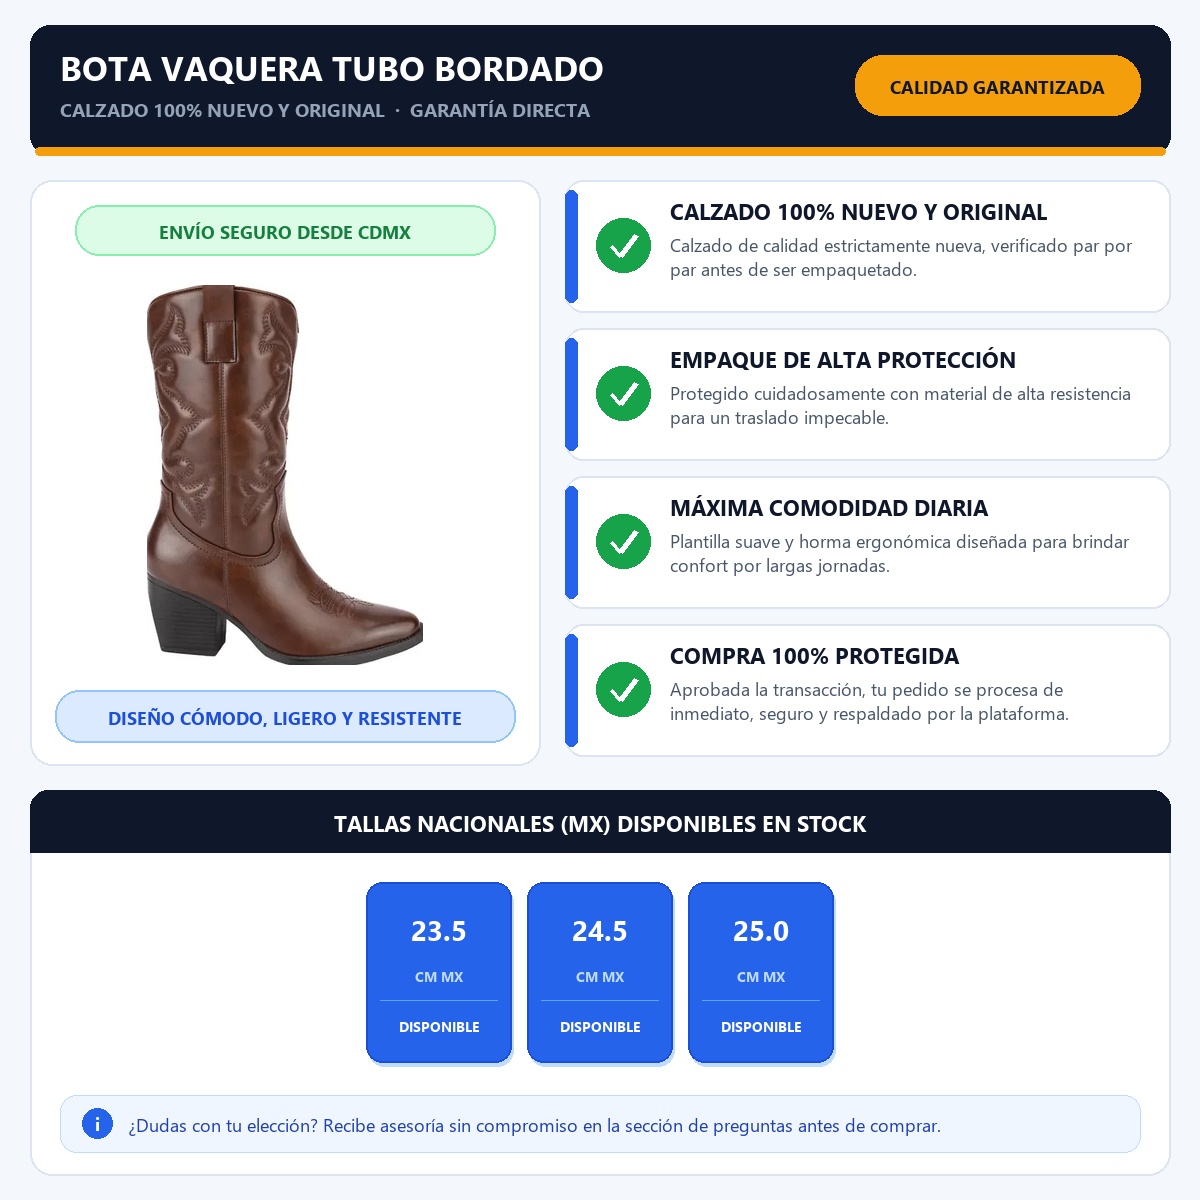 BOTA VAQUERA TUBO BORDADO
CALZADO 100% NUEVO Y ORIGINAL · GARANTÍA DIRECTA
CALIDAD GARANTIZADA
ENVÍO SEGURO DESDE CDMX
DISEÑO CÓMODO, LIGERO Y RESISTENTE
CALZADO 100% NUEVO Y ORIGINAL
Calzado de calidad estrictamente nueva, verificado par por
par antes de ser empaquetado.
EMPAQUE DE ALTA PROTECCIÓN
Protegido cuidadosamente con material de alta resistencia
para un traslado impecable.
MÁXIMA COMODIDAD DIARIA
Plantilla suave y horma ergonómica diseñada para brindar
confort por largas jornadas.
COMPRA 100% PROTEGIDA
Aprobada la transacción, tu pedido se procesa de
inmediato, seguro y respaldado por la plataforma.
TALLAS NACIONALES (MX) DISPONIBLES EN STOCK
23.5
CM MX
DISPONIBLE
24.5
CM MX
DISPONIBLE
25.0
CM MX
DISPONIBLE
¿Dudas con tu elección? Recibe asesoría sin compromiso en la sección de preguntas antes de comprar.